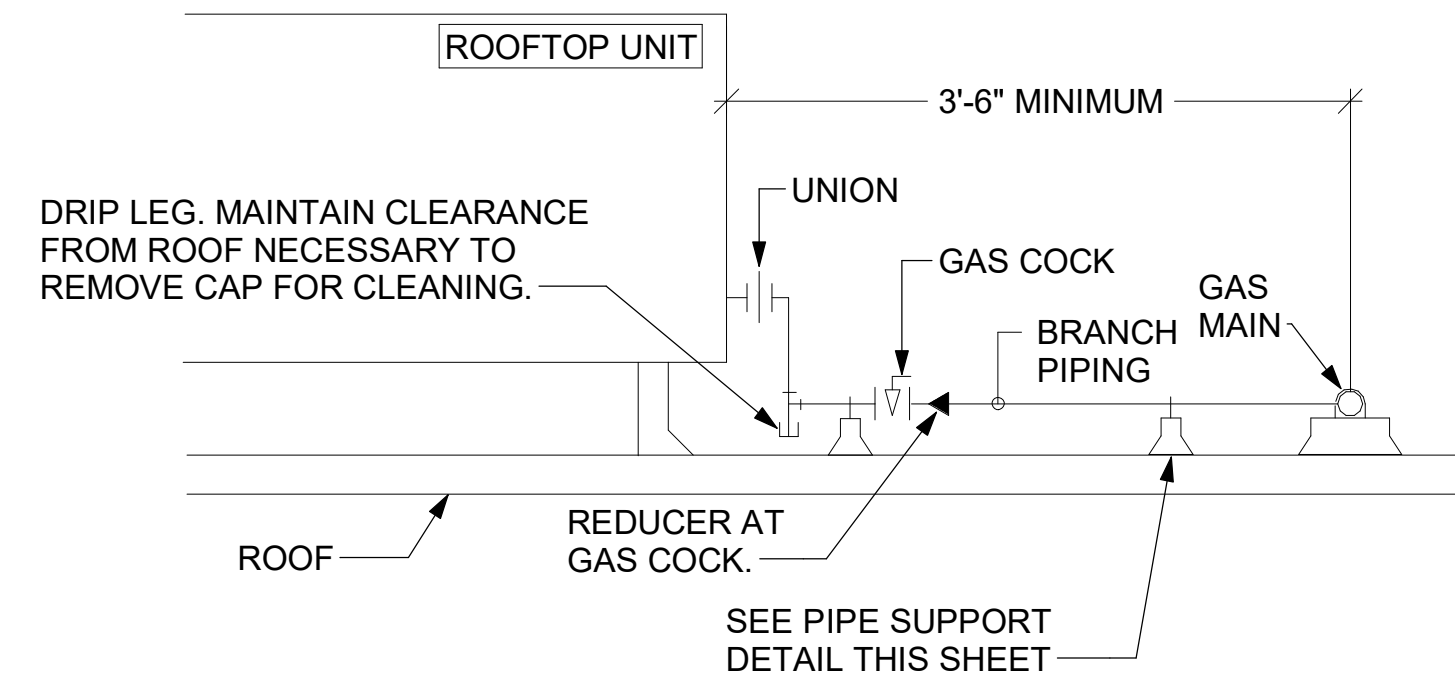 ROOFTOP UNIT
3'-6" MINIMUM
UNION
DRIP LEG. MAINTAIN CLEARANCE
FROM ROOF NECESSARY TO
REMOVE CAP FOR CLEANING.
GAS COCK
GAS
MAIN
BRANCH
PIPING
REDUCER AT
GAS COCK.
ROOF
SEE PIPE SUPPORT
DETAIL THIS SHEET